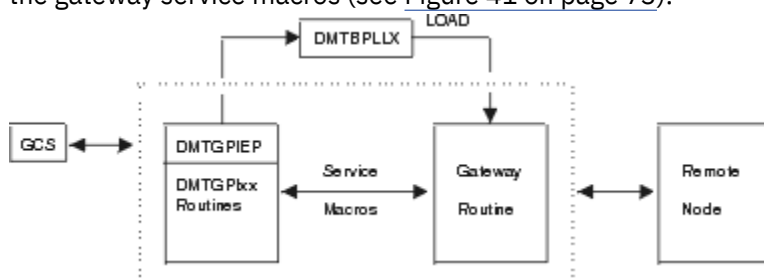 the gateway service macros (see Figure 41 on page 75).
LOAD
DMTBPLLX
GCS
DMTGPIEP
DMTGPIxx
Routines
Service
Macros
Gateway
Routine
Remote
Node